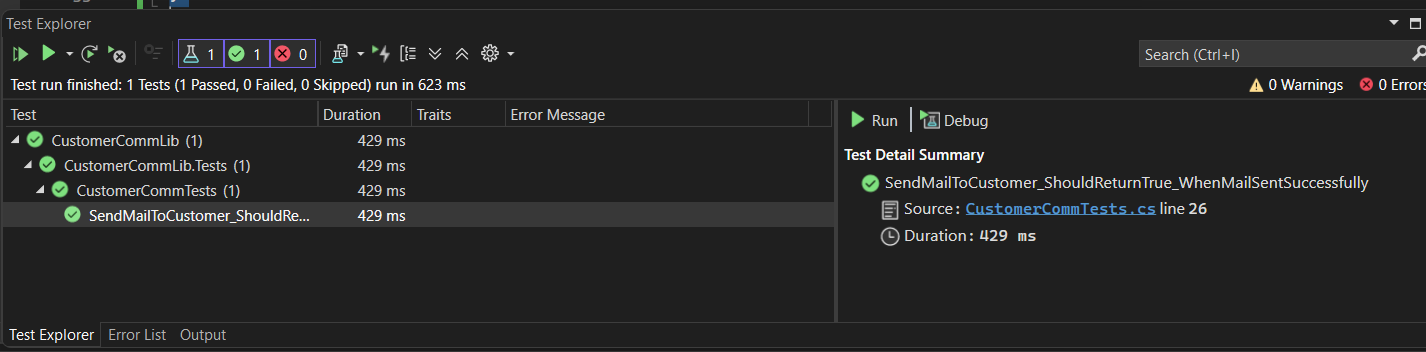 Test Explorer
1 1 0
Search (Ctrl+I)
Test run finished: 1 Tests (1 Passed, 0 Failed, 0 Skipped) run in 623 ms
0 Warnings 0 Errors
Test Duration Traits Error Message
CustomerCommLib (1) 429 ms
CustomerCommLib.Tests (1) 429 ms
CustomerCommTests (1) 429 ms
SendMailToCustomer_ShouldRe... 429 ms
Run Debug
Test Detail Summary
SendMailToCustomer_ShouldReturnTrue_WhenMailSentSuccessfully
Source: CustomerCommTests.cs line 26
Duration: 429 ms
Test Explorer Error List Output